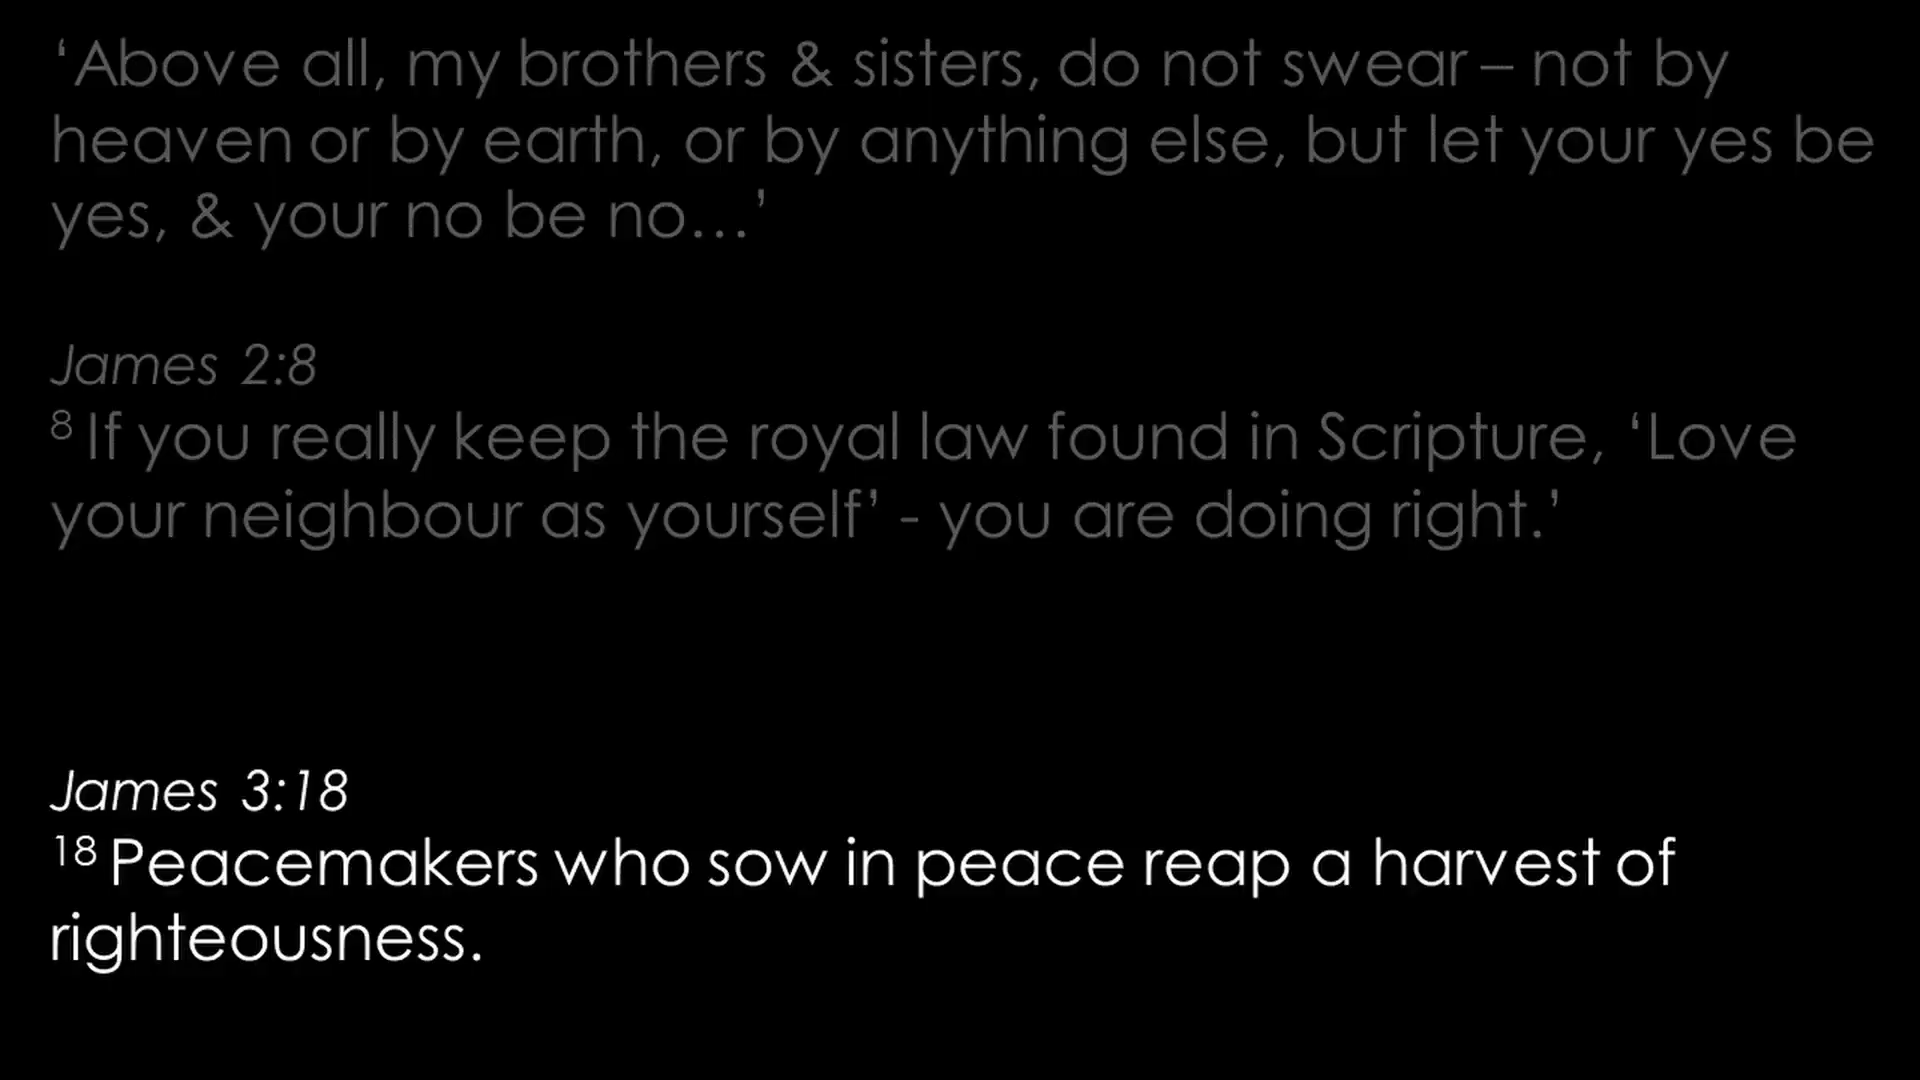 ‘Above all, my brothers & sisters, do not swear – not by
heaven or by earth, or by anything else, but let your yes be
yes, & your no be no…’
James 2:8
8 If you really keep the royal law found in Scripture, ‘Love
your neighbour as yourself’ - you are doing right.’
James 3:18
18 Peacemakers who sow in peace reap a harvest of
righteousness.